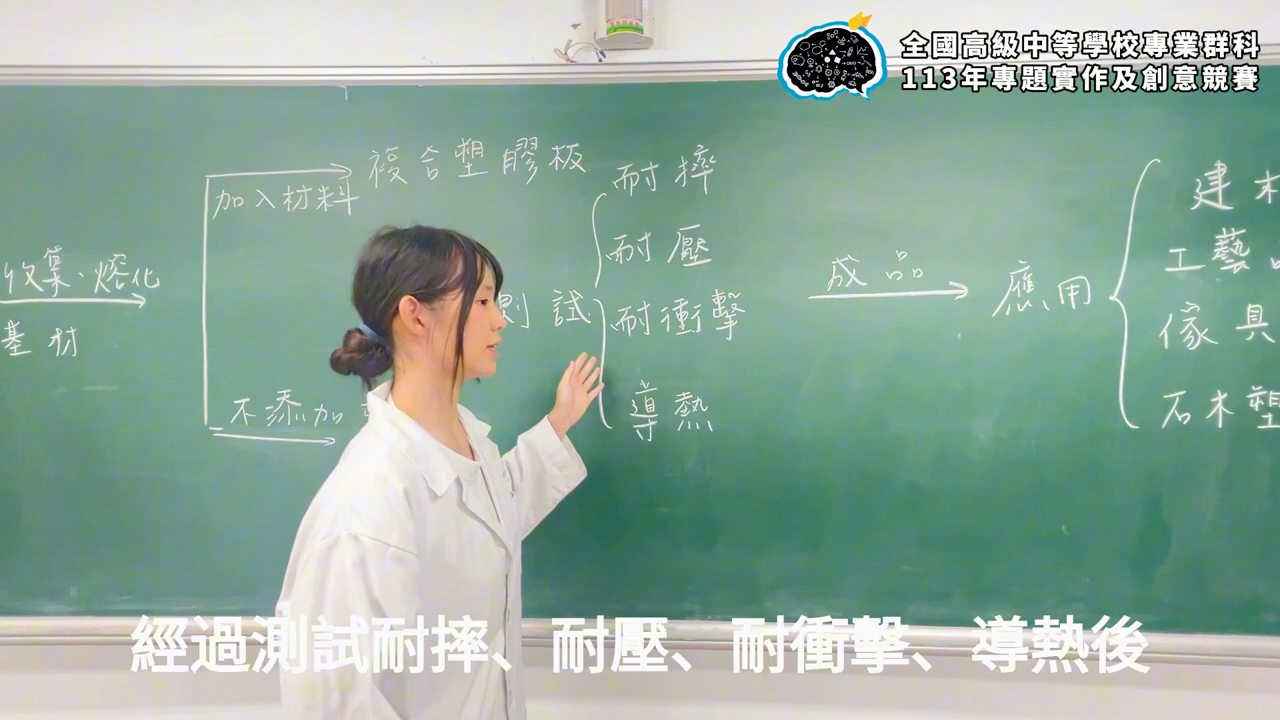 全國高級中等學校專業群科
113年專題實作及創意競賽
複合塑膠板
加入材料
收集、熔化
基材
不添加
測試
耐摔
耐壓
耐衝擊
導熱
成品
應用
建材
工藝品
傢具
石木塑
經過測試耐摔、耐壓、耐衝擊、導熱後